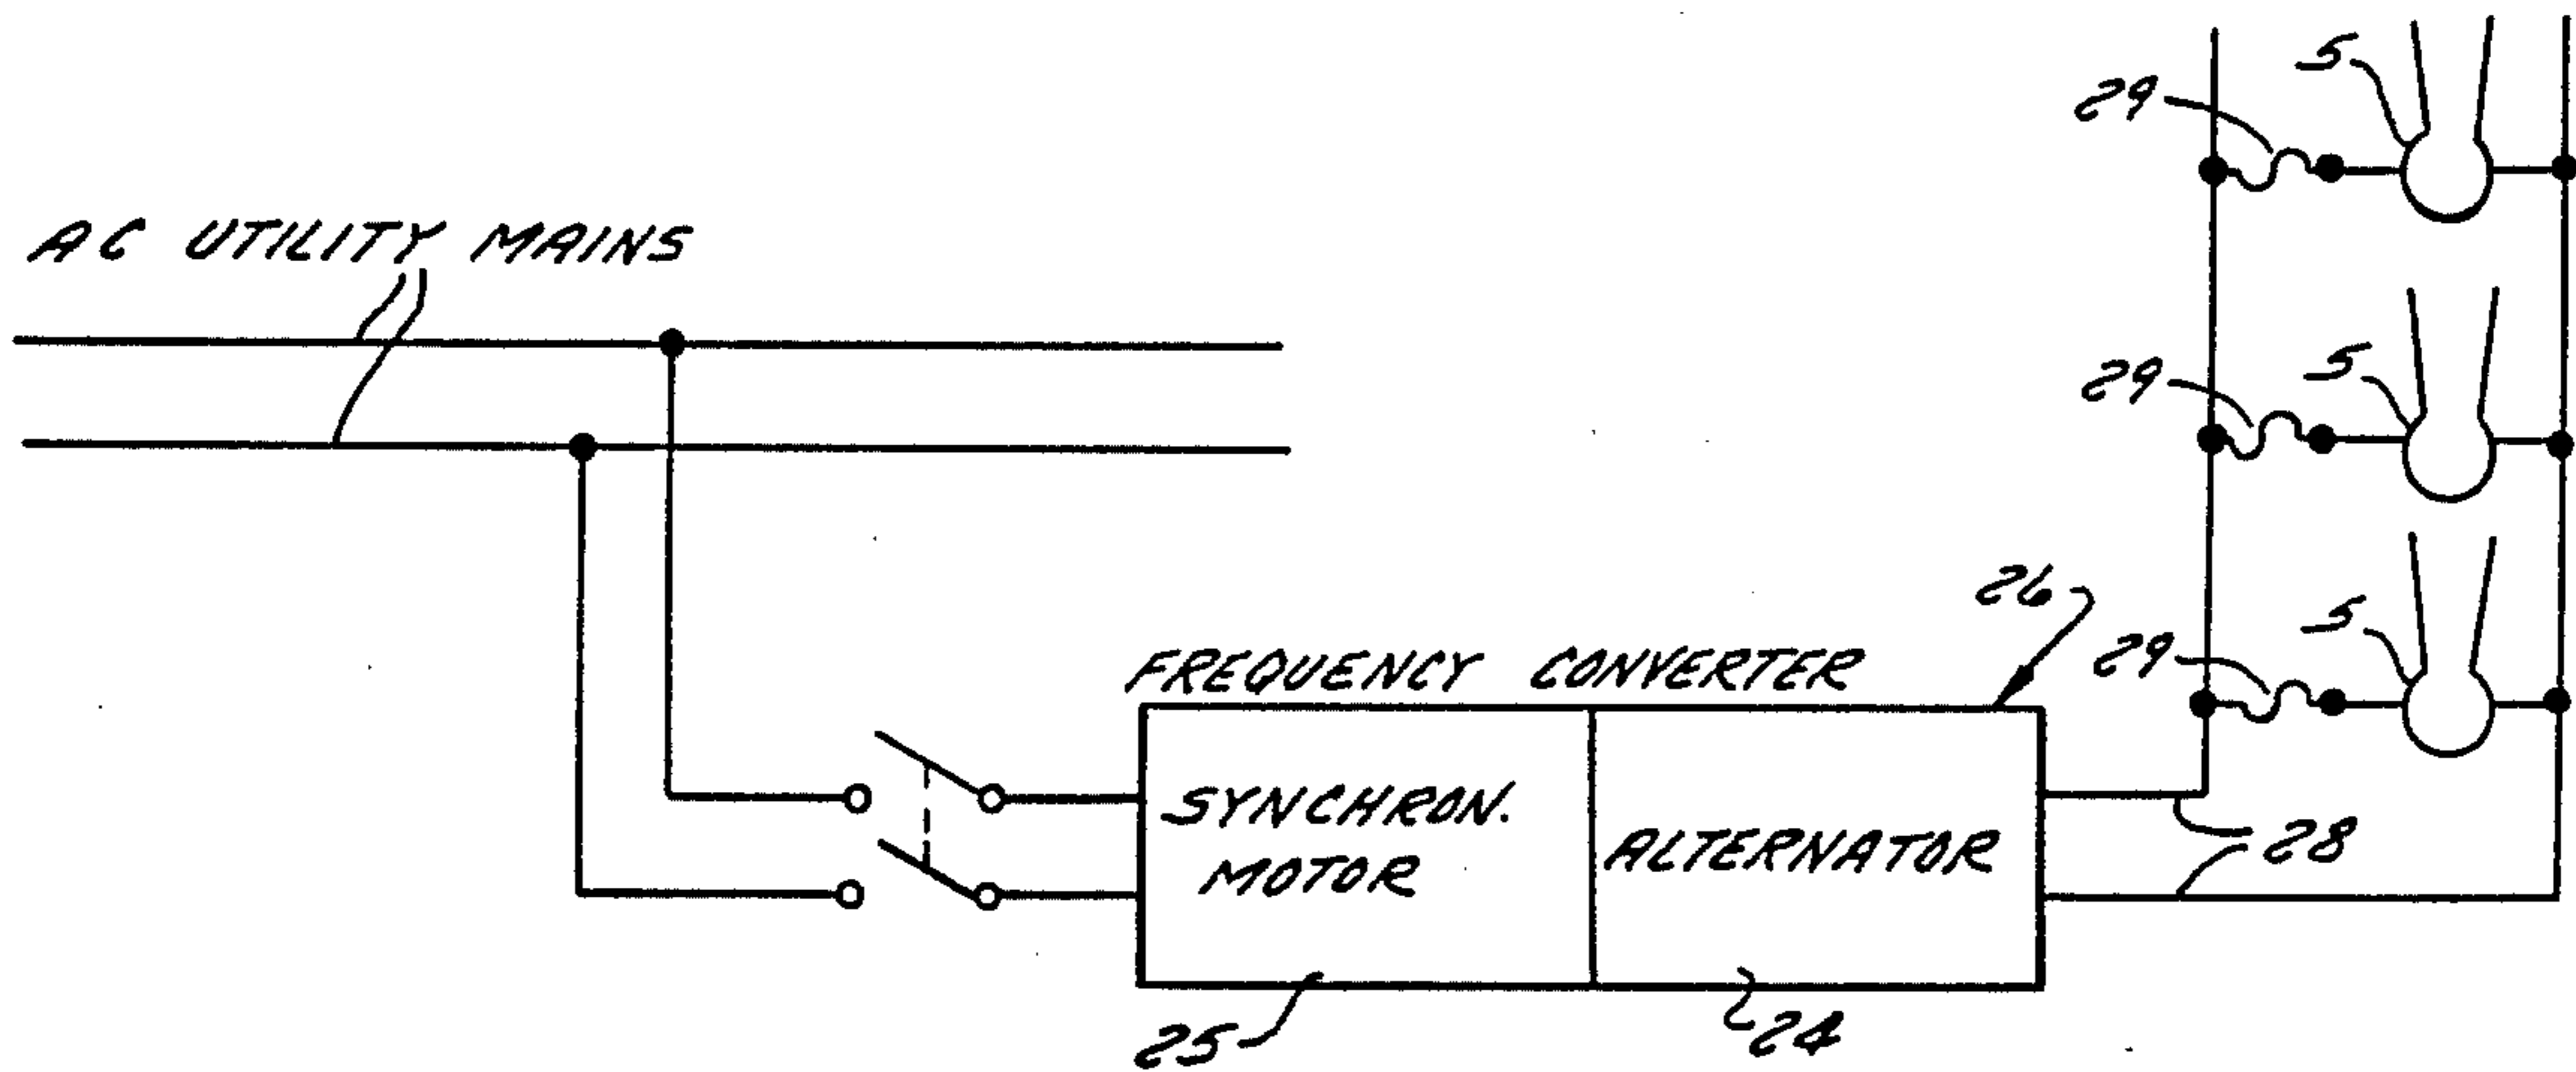 5
29
AC UTILITY MAINS
29
5
26
FREQUENCY CONVERTER
29
5
SYNCHRON.
MOTOR
ALTERNATOR
28
25
24